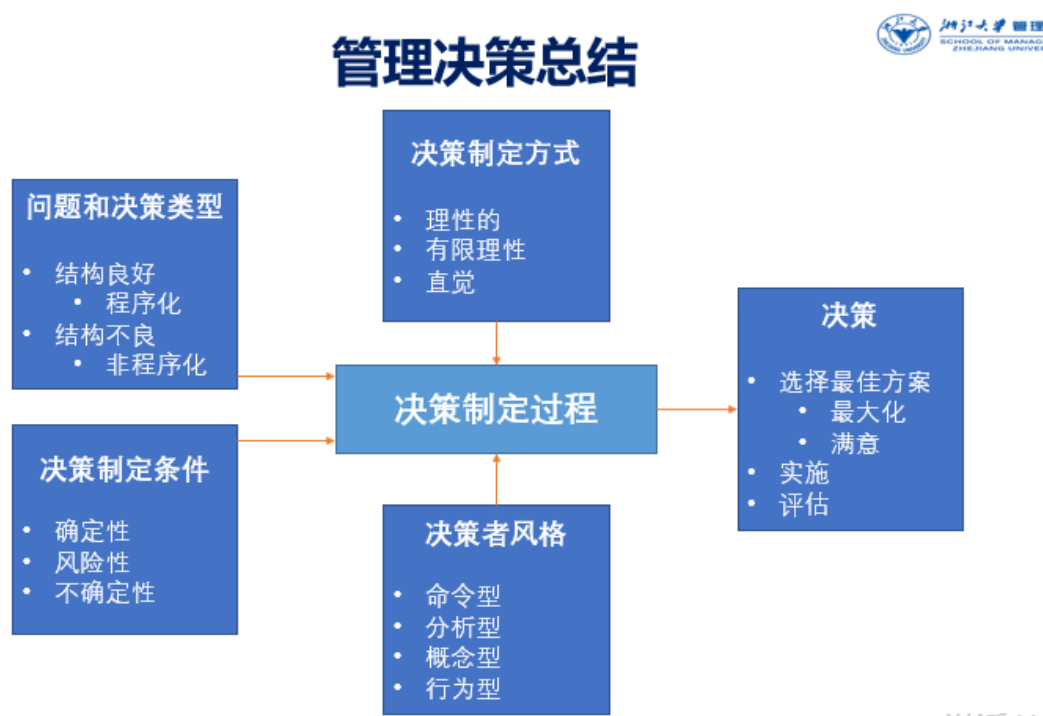 管理决策总结
浙江大学 管理
SCHOOL OF MANAG
ZHEJIANG UNIVER
决策制定方式
• 理性的
• 有限理性
• 直觉
问题和决策类型
• 结构良好
• 程序化
• 结构不良
• 非程序化
决策制定过程
决策
• 选择最佳方案
• 最大化
• 满意
• 实施
• 评估
决策制定条件
• 确定性
• 风险性
• 不确定性
决策者风格
• 命令型
• 分析型
• 概念型
• 行为型